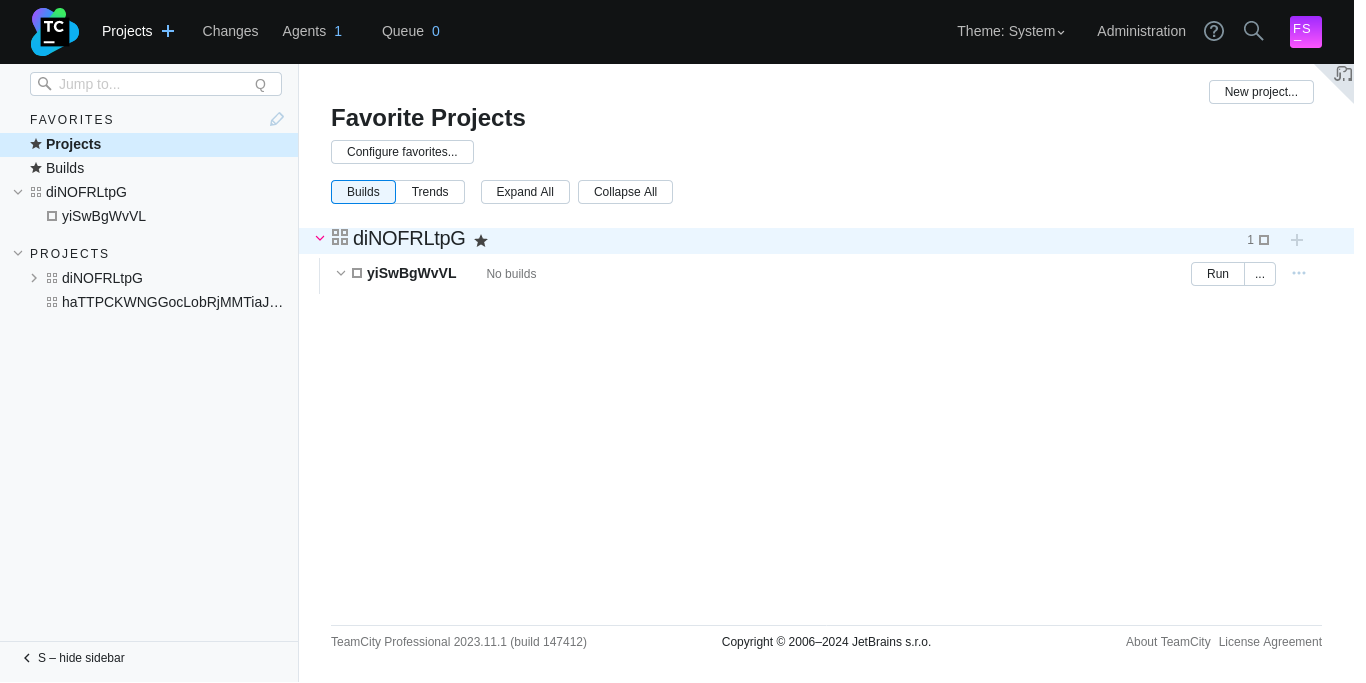 TC
Projects
Changes
Agents 1
Queue 0
Theme: System
Administration
FS
Jump to...
Q
FAVORITES
Projects
Builds
diNOFRLtpG
yiSwBgWvVL
PROJECTS
diNOFRLtpG
haTTPCKWNGGocLobRjMMTiaJ…
S – hide sidebar
New project...
Favorite Projects
Configure favorites...
Builds Trends Expand All Collapse All
diNOFRLtpG 1
yiSwBgWvVL No builds Run ...
TeamCity Professional 2023.11.1 (build 147412) Copyright © 2006–2024 JetBrains s.r.o. About TeamCity License Agreement